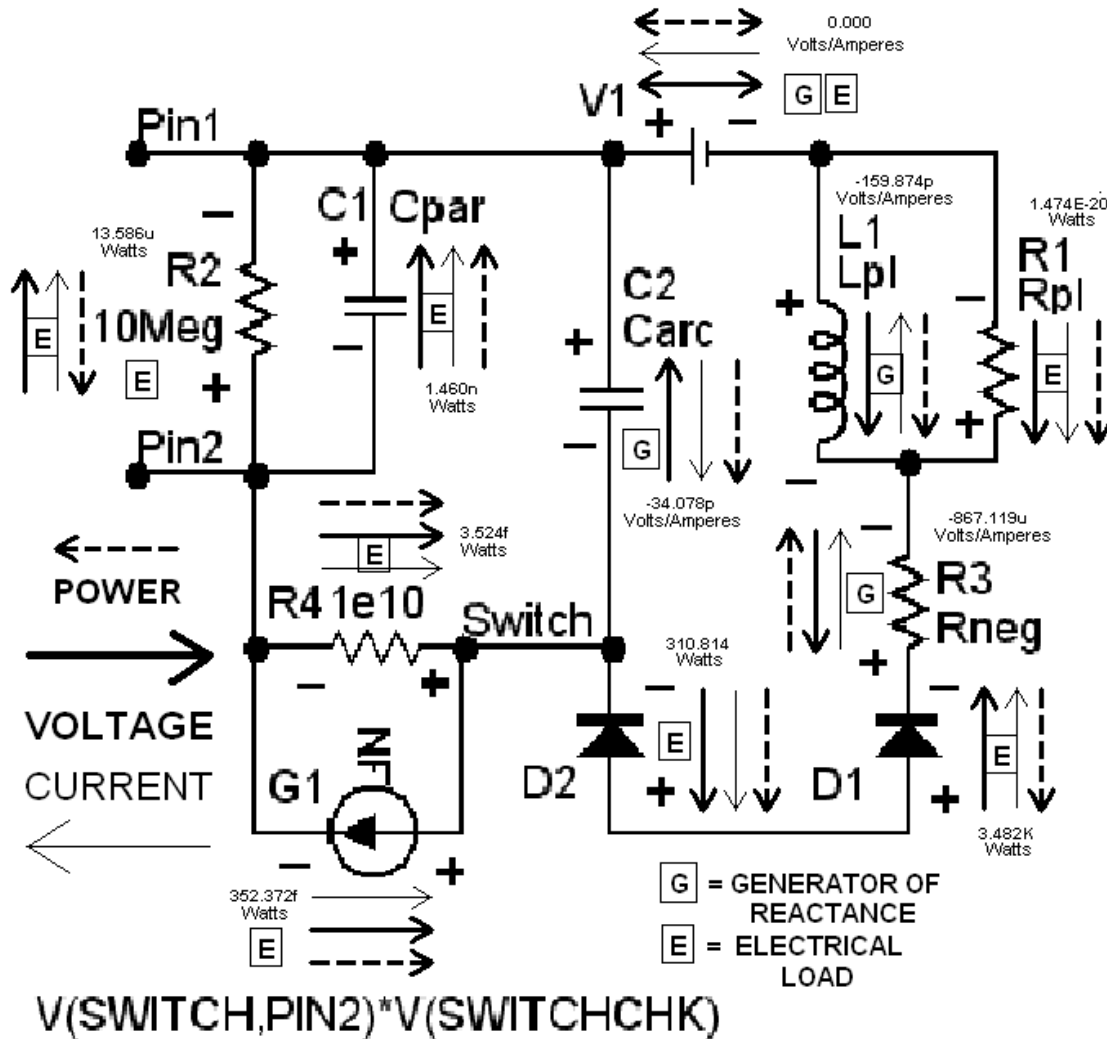 0.000
Volts/Amperes
V1
G E
+ −
Pin1
-159.874p
Volts/Amperes
1.474E-20
Watts
13.586u
Watts
C1 Cpar
L1
Lpl
R1
Rpl
R2
10Meg
E
E
E
C2
Carc
G
E
1.460n
Watts
G
-34.078p
Volts/Amperes
Pin2
-867.119u
Volts/Amperes
3.524f
Watts
E
POWER
R4 1e10
Switch
G
R3
Rneg
310.814
Watts
E
E
VOLTAGE
CURRENT
G1
NF
D2
D1
3.482K
Watts
352.372f
Watts
E
G = GENERATOR OF
REACTANCE
E = ELECTRICAL
LOAD
V(SWITCH,PIN2)*V(SWITCHCHK)